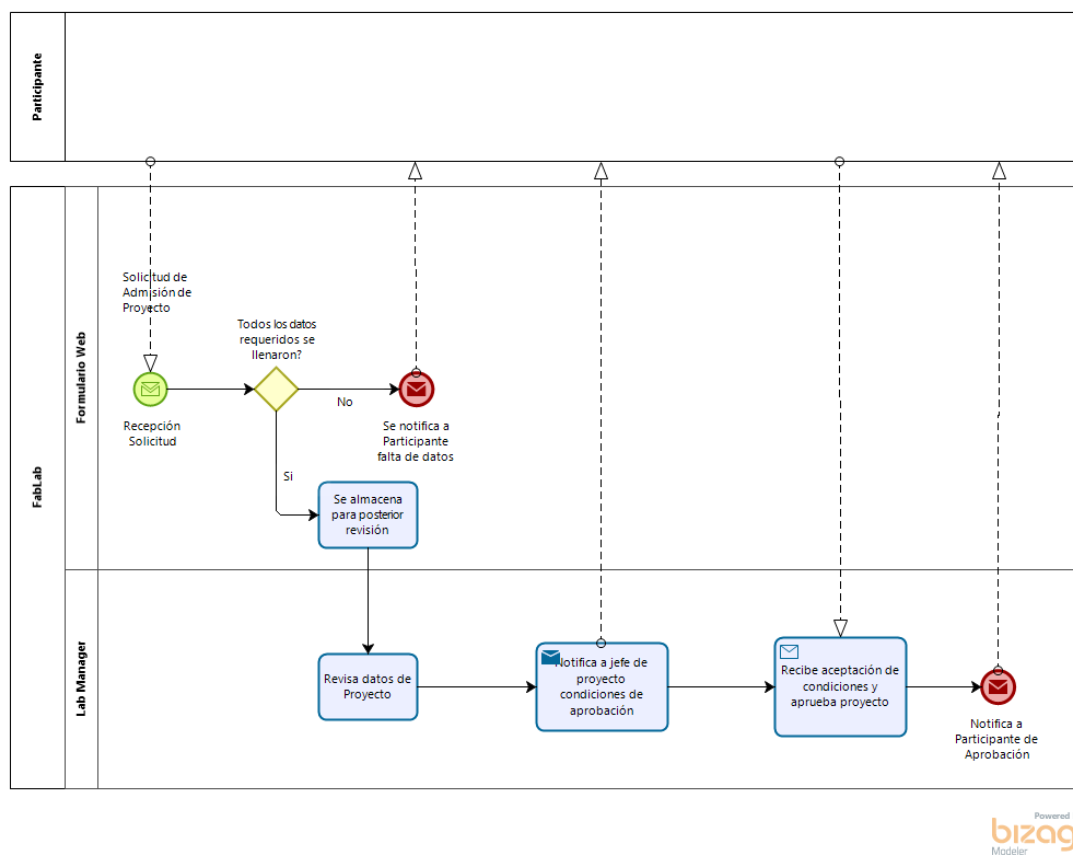 Participante
FabLab
Formulario Web
Solicitud de
Admisión de
Proyecto
Todos los datos
requeridos se
llenaron?
No
Recepción
Solicitud
Se notifica a
Participante
falta de datos
Si
Se almacena
para posterior
revisión
Lab Manager
Revisa datos de
Proyecto
Notifica a jefe de
proyecto
condiciones de
aprobación
Recibe aceptación de
condiciones y
aprueba proyecto
Notifica a
Participante de
Aprobación
Powered
bizag
Modeler